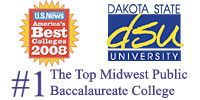 U.S.News
America's
Best
Colleges
2008
DAKOTA STATE
dsu
UNIVERSITY
#1 The Top Midwest Public
Baccalaureate College